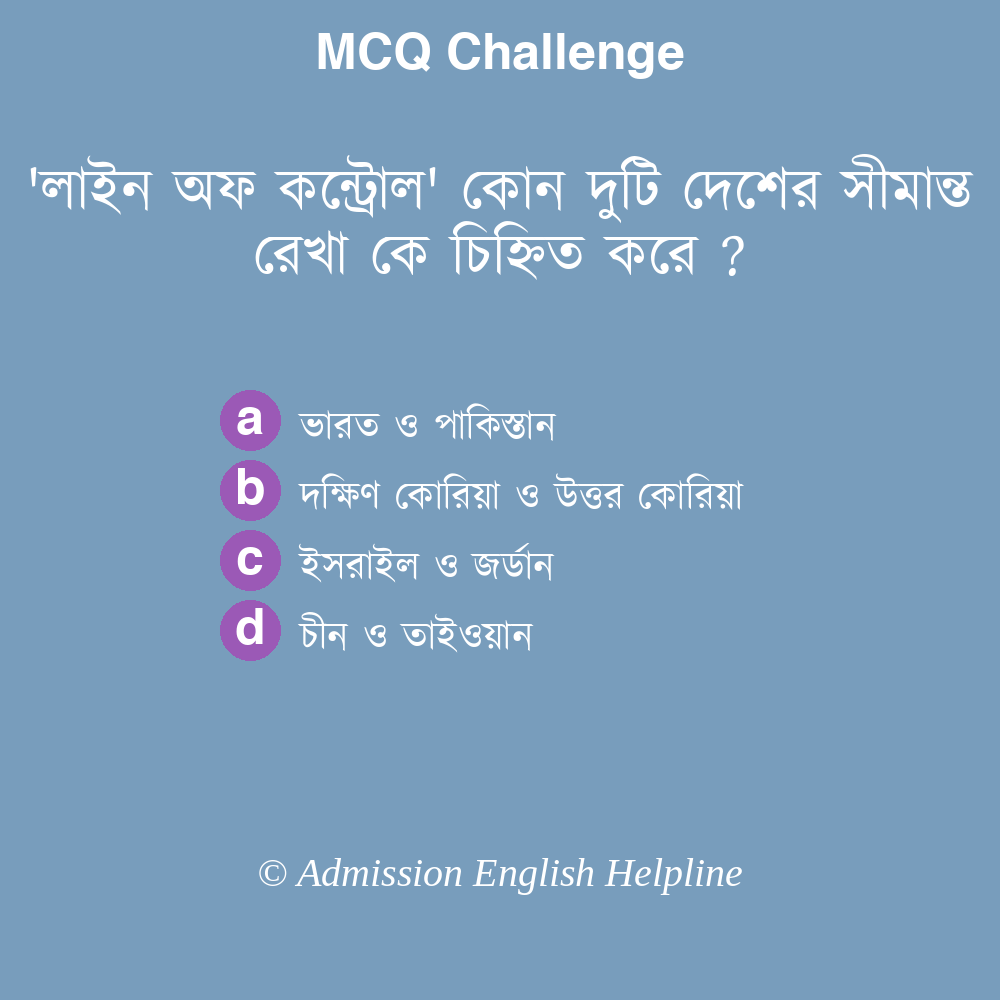 MCQ Challenge
'লাইন অফ কন্ট্রোল' কোন দুটি দেশের সীমান্ত
রেখা কে চিহ্নিত করে ?
a ভারত ও পাকিস্তান
b দক্ষিণ কোরিয়া ও উত্তর কোরিয়া
c ইসরাইল ও জর্ডান
d চীন ও তাইওয়ান
© Admission English Helpline